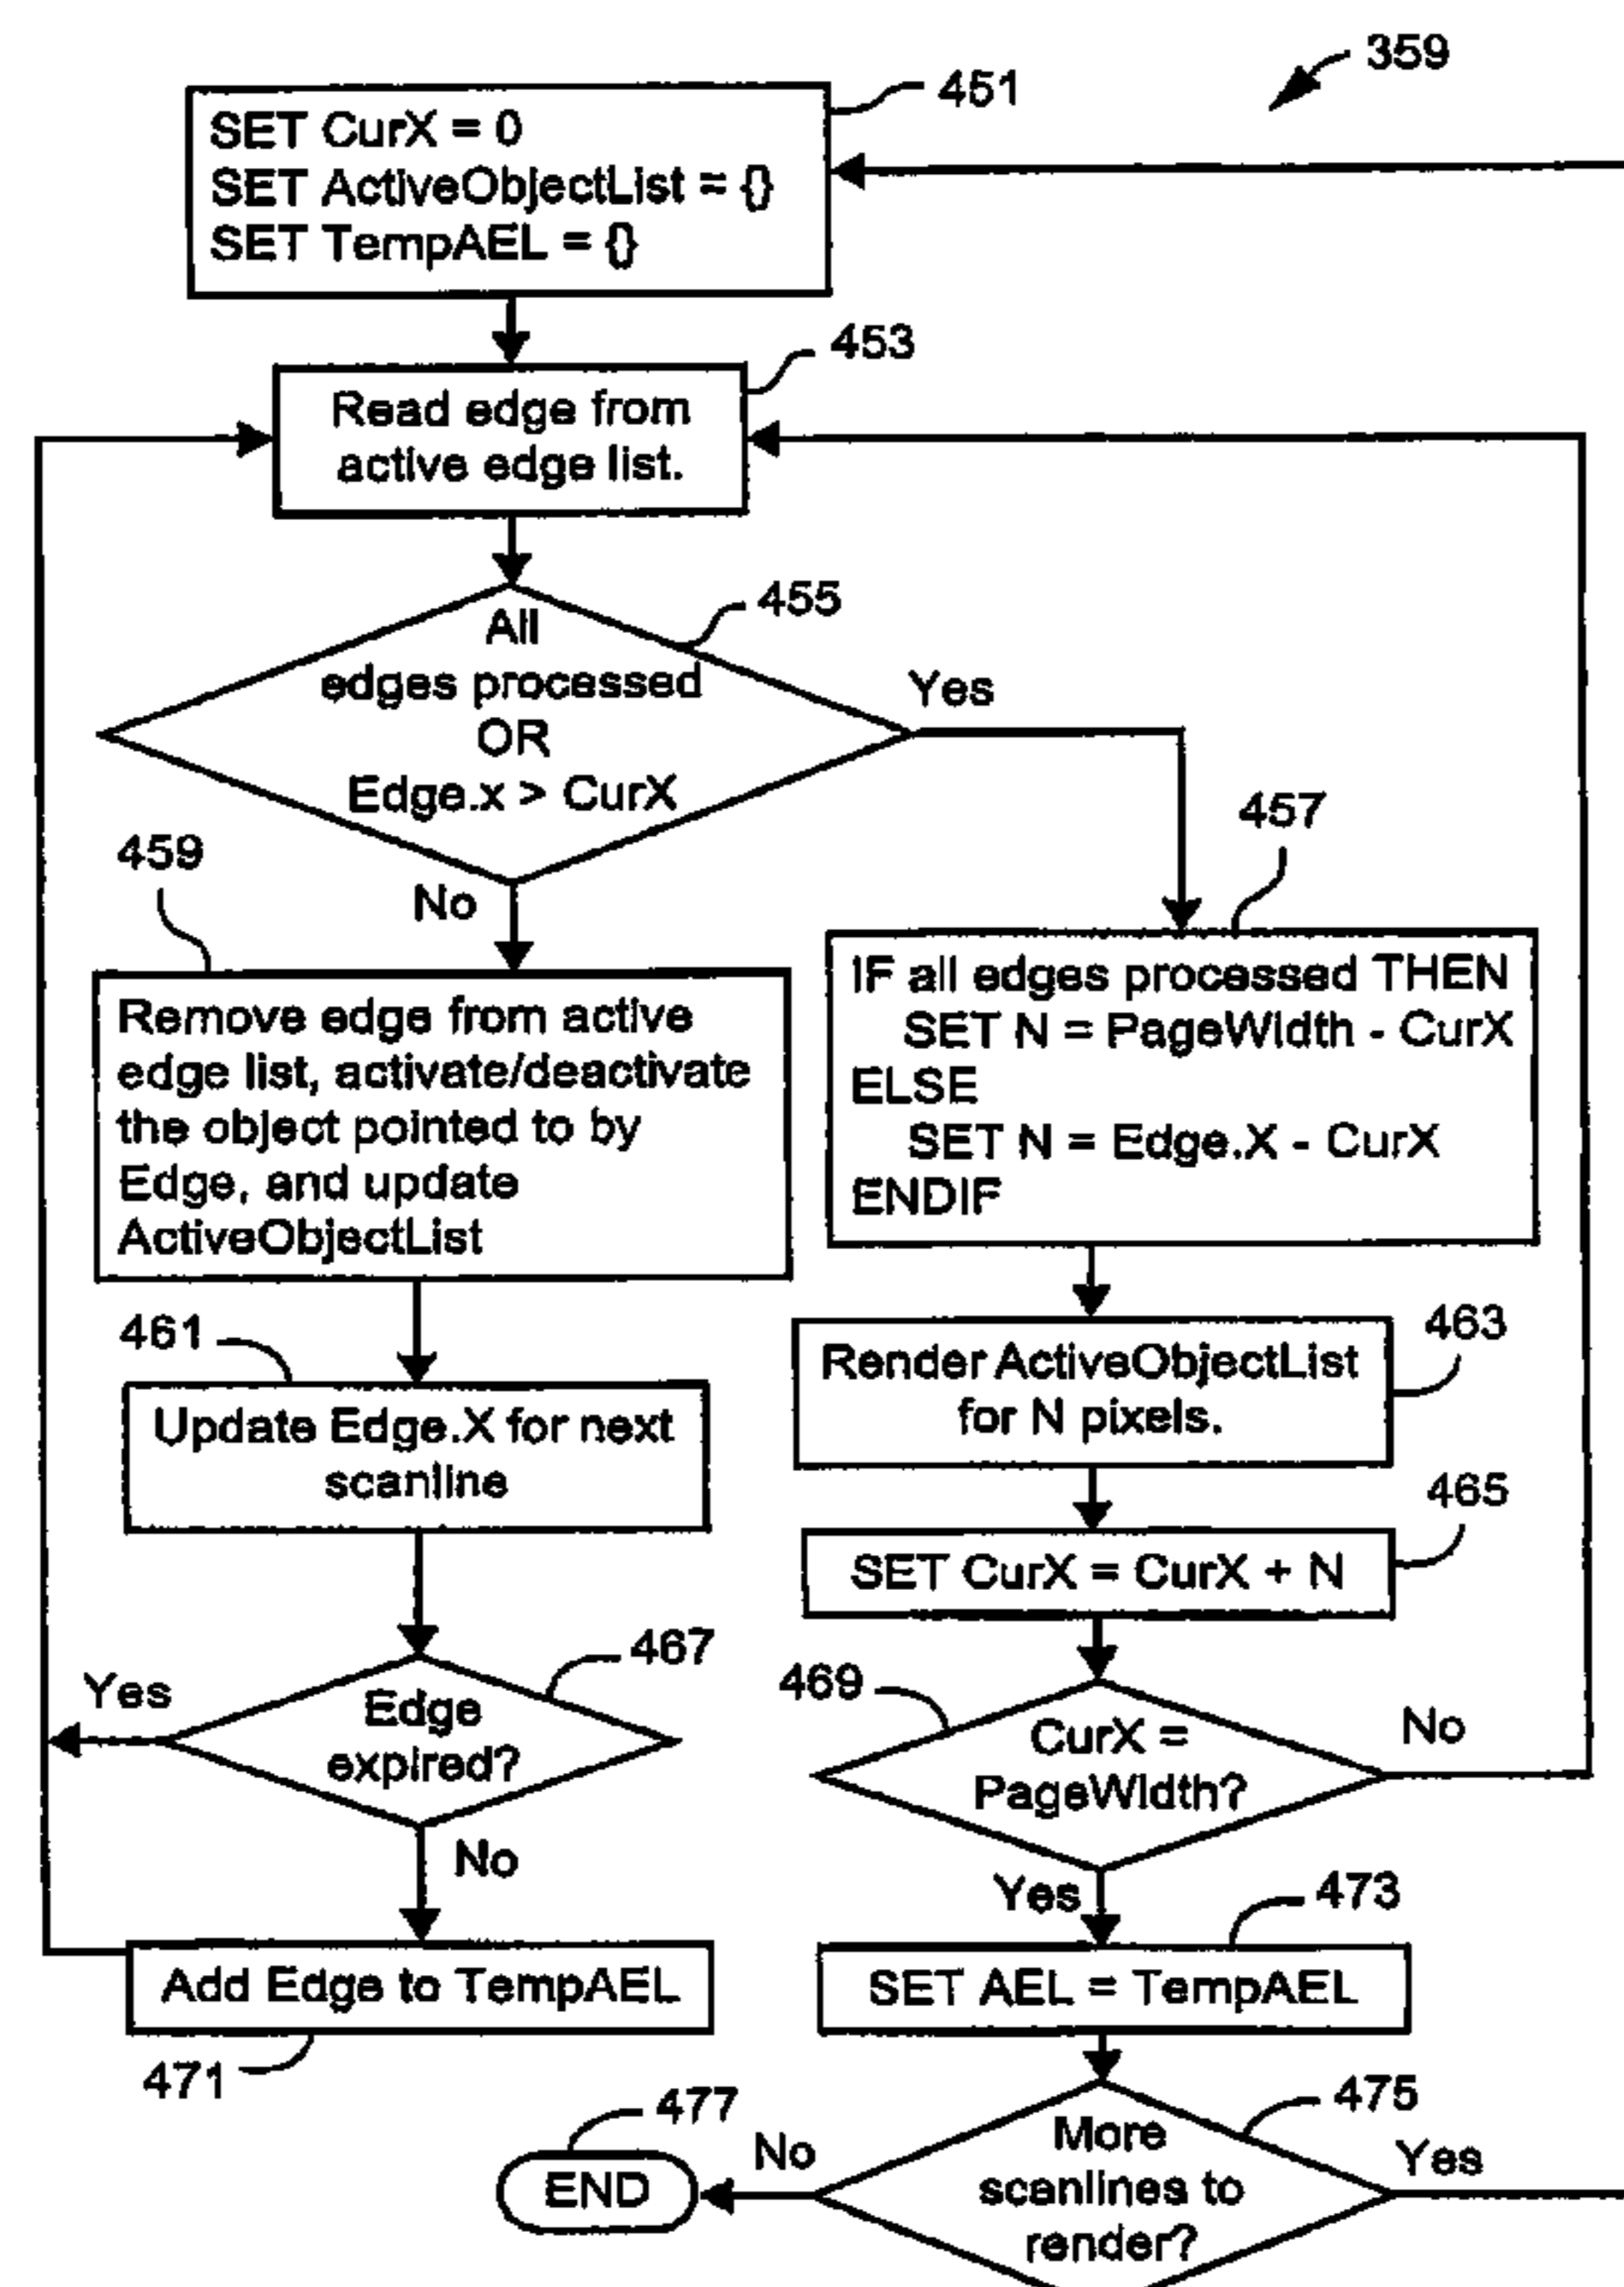 359
451
SET CurX = 0
SET ActiveObjectList = {}
SET TempAEL = {}
453
Read edge from
active edge list.
455
All
edges processed
OR
Edge.x > CurX
Yes
No
457
IF all edges processed THEN
SET N = PageWidth - CurX
ELSE
SET N = Edge.X - CurX
ENDIF
459
Remove edge from active
edge list, activate/deactivate
the object pointed to by
Edge, and update
ActiveObjectList
461
Update Edge.X for next
scanline
463
Render ActiveObjectList
for N pixels.
465
SET CurX = CurX + N
467
Edge
expired?
Yes
No
469
CurX =
PageWidth?
No
Yes
471
Add Edge to TempAEL
473
SET AEL = TempAEL
475
More
scanlines to
render?
Yes
No
477
END